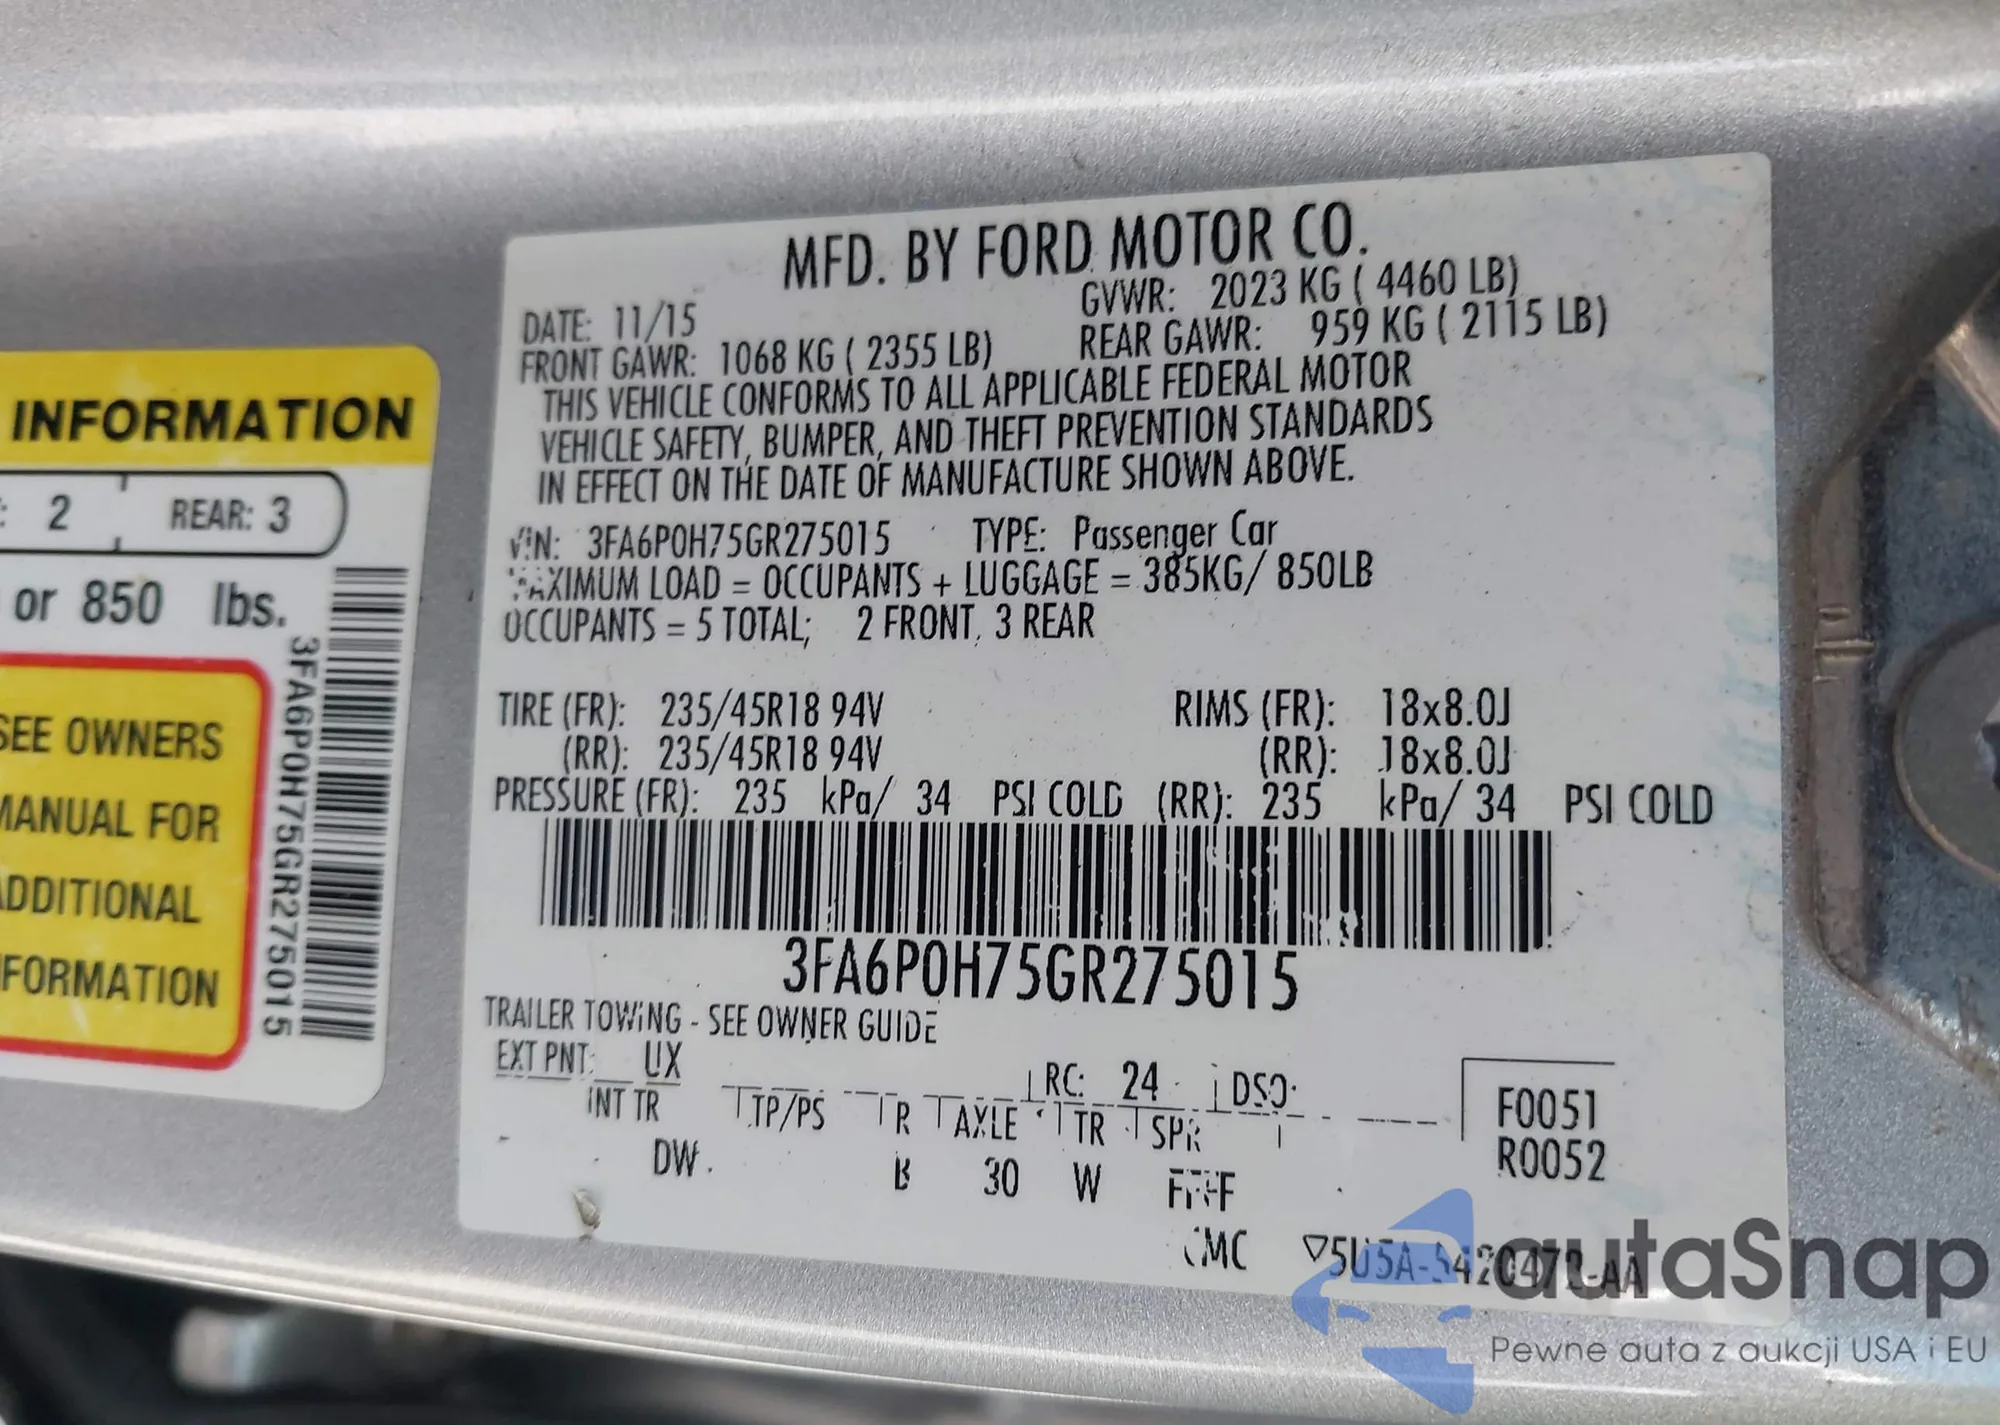 INFORMATION
: 2 REAR: 3
or 850 lbs.
SEE OWNERS
MANUAL FOR
ADDITIONAL
INFORMATION
3FA6P0H75GR275015
MFD. BY FORD MOTOR CO.
DATE: 11/15 GVWR: 2023 KG ( 4460 LB)
FRONT GAWR: 1068 KG ( 2355 LB) REAR GAWR: 959 KG ( 2115 LB)
THIS VEHICLE CONFORMS TO ALL APPLICABLE FEDERAL MOTOR
VEHICLE SAFETY, BUMPER, AND THEFT PREVENTION STANDARDS
IN EFFECT ON THE DATE OF MANUFACTURE SHOWN ABOVE.
VIN: 3FA6P0H75GR275015 TYPE: Passenger Car
MAXIMUM LOAD = OCCUPANTS + LUGGAGE = 385KG/ 850LB
OCCUPANTS = 5 TOTAL; 2 FRONT, 3 REAR
TIRE (FR): 235/45R18 94V RIMS (FR): 18x8.0J
(RR): 235/45R18 94V (RR): 18x8.0J
PRESSURE (FR): 235 kPa/ 34 PSI COLD (RR): 235 kPa/ 34 PSI COLD
3FA6P0H75GR275015
TRAILER TOWING - SEE OWNER GUIDE
EXT PNT: UX RC: 24 DSO:
INT TR TP/PS R AXLE TR SPR
DW B 30 W FFFF
F0051
R0052
CMC ▽5U5A-5420472-AA
autaSnap
Pewne auta z aukcji USA i EU